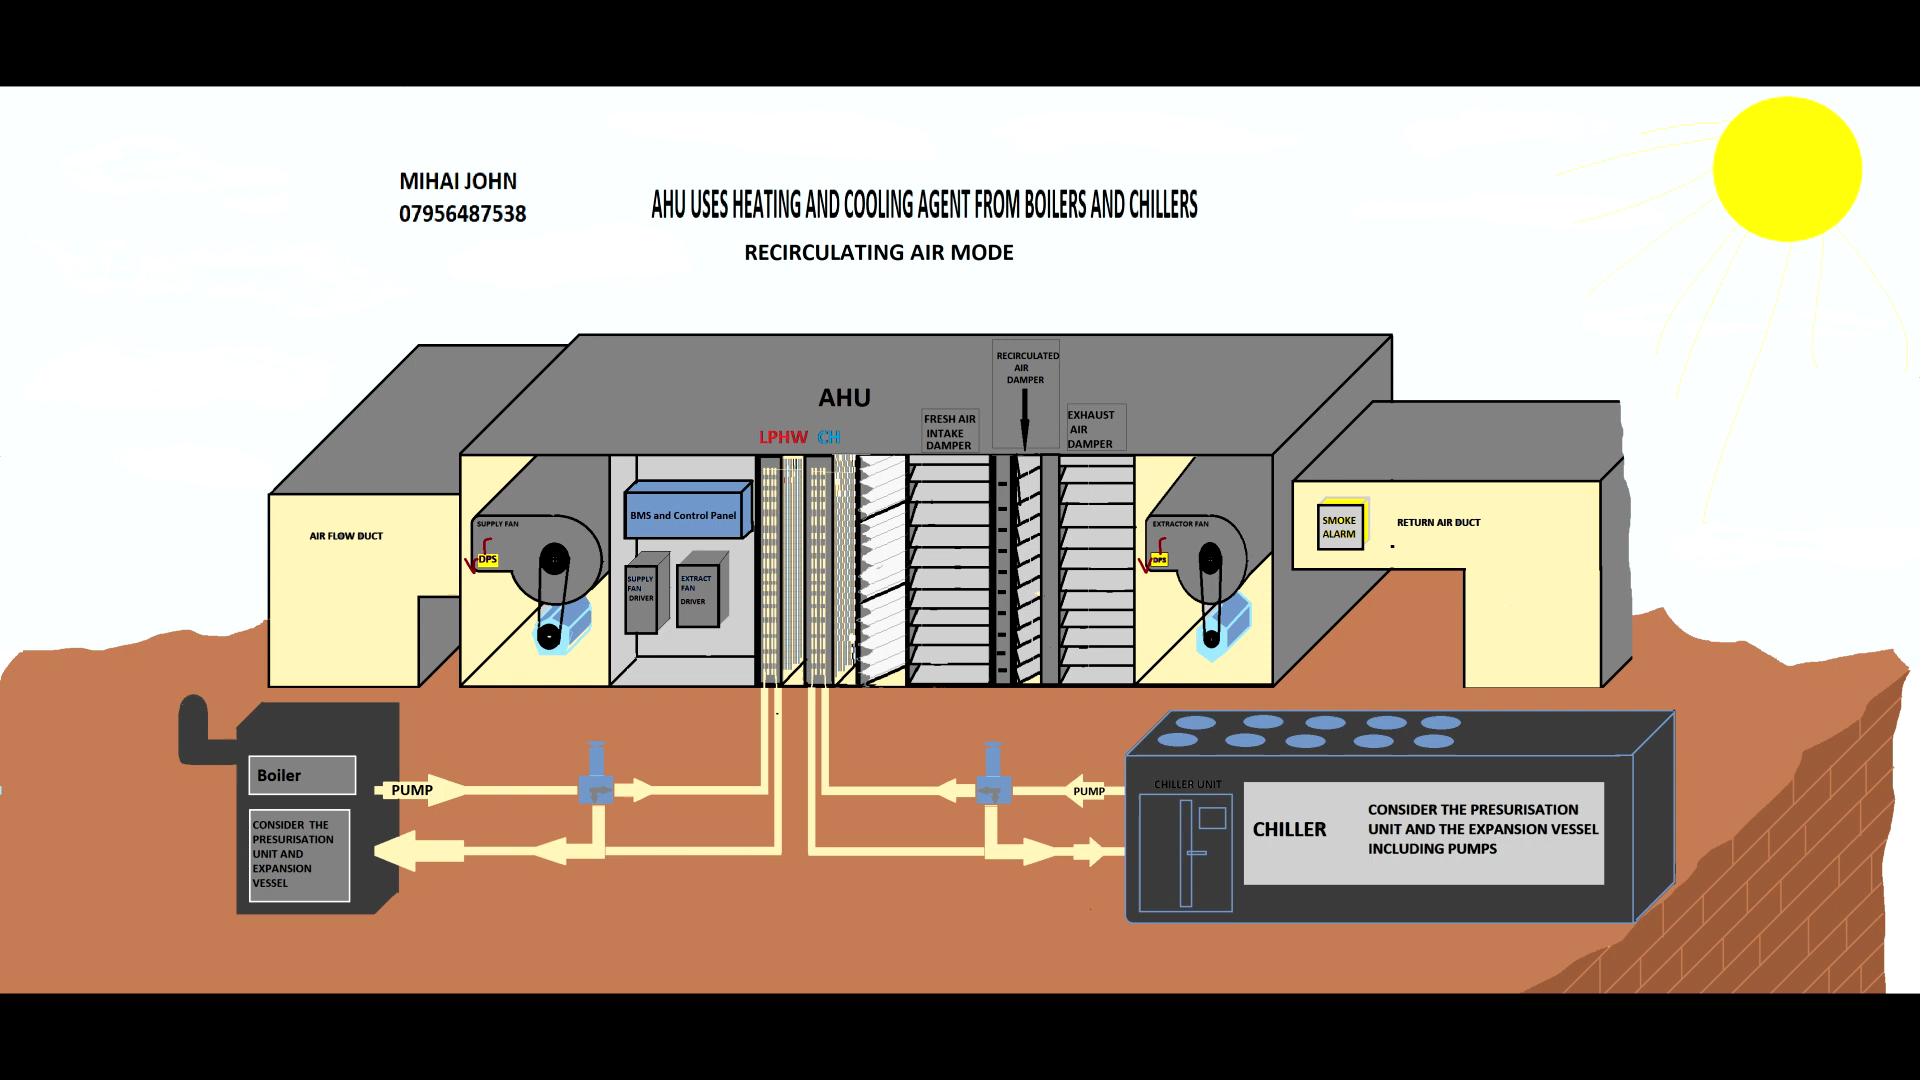 MIHAI JOHN
07956487538
AHU USES HEATING AND COOLING AGENT FROM BOILERS AND CHILLERS
RECIRCULATING AIR MODE
RECIRCULATED
AIR
DAMPER
AHU
FRESH AIR
INTAKE
DAMPER
EXHAUST
AIR
DAMPER
LPHW CH
AIR FLOW DUCT
SUPPLY FAN
DPS
BMS and Control Panel
SUPPLY
FAN
DRIVER
EXTRACT
FAN
DRIVER
EXTRACTOR FAN
DPS
SMOKE
ALARM
RETURN AIR DUCT
Boiler
CONSIDER THE
PRESURISATION
UNIT AND
EXPANSION
VESSEL
PUMP
PUMP
CHILLER UNIT
CHILLER
CONSIDER THE PRESURISATION
UNIT AND THE EXPANSION VESSEL
INCLUDING PUMPS